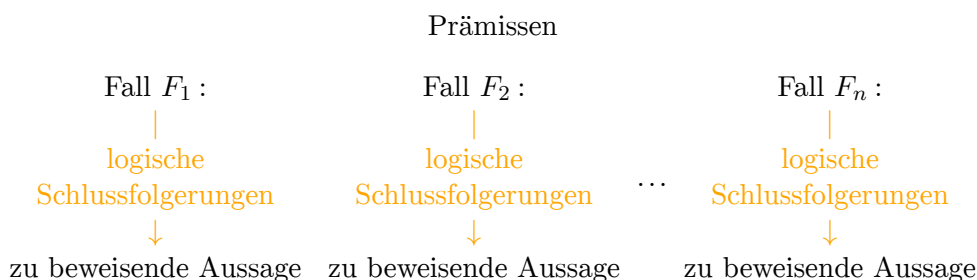 Prämissen
Fall F₁ : Fall F₂ : Fall Fₙ :
logische logische logische
Schlussfolgerungen Schlussfolgerungen ... Schlussfolgerungen
zu beweisende Aussage zu beweisende Aussage zu beweisende Aussage